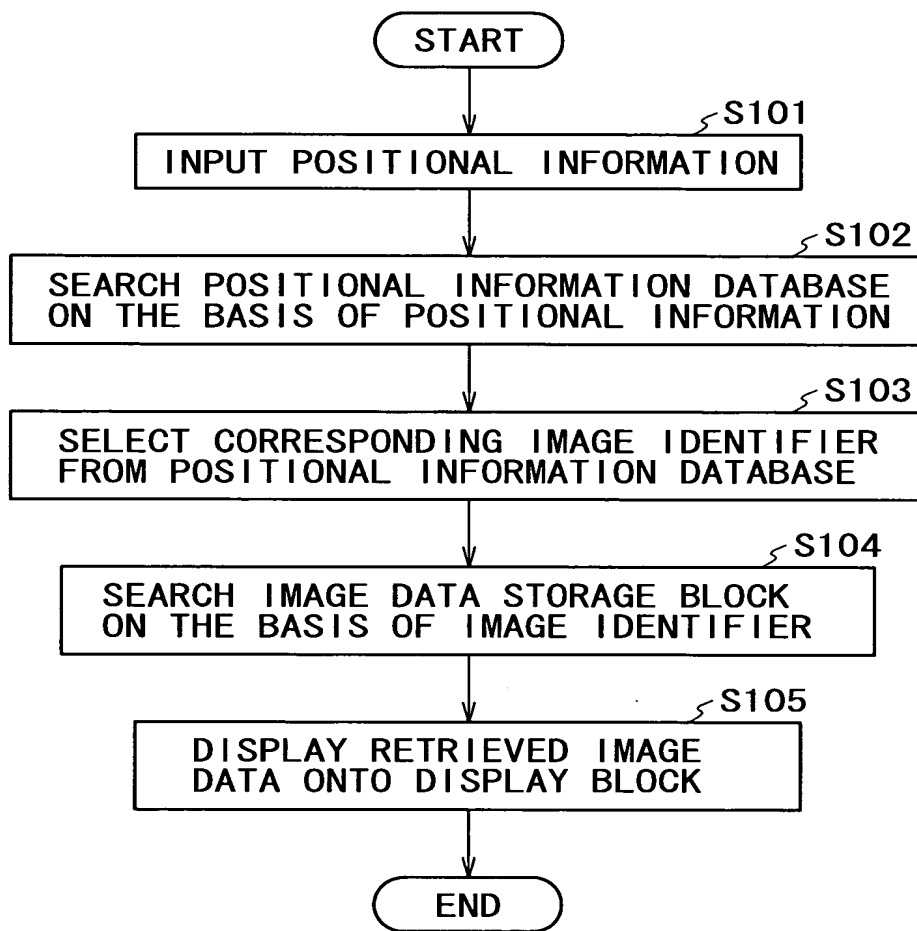 START
S101
INPUT POSITIONAL INFORMATION
S102
SEARCH POSITIONAL INFORMATION DATABASE
ON THE BASIS OF POSITIONAL INFORMATION
S103
SELECT CORRESPONDING IMAGE IDENTIFIER
FROM POSITIONAL INFORMATION DATABASE
S104
SEARCH IMAGE DATA STORAGE BLOCK
ON THE BASIS OF IMAGE IDENTIFIER
S105
DISPLAY RETRIEVED IMAGE
DATA ONTO DISPLAY BLOCK
END